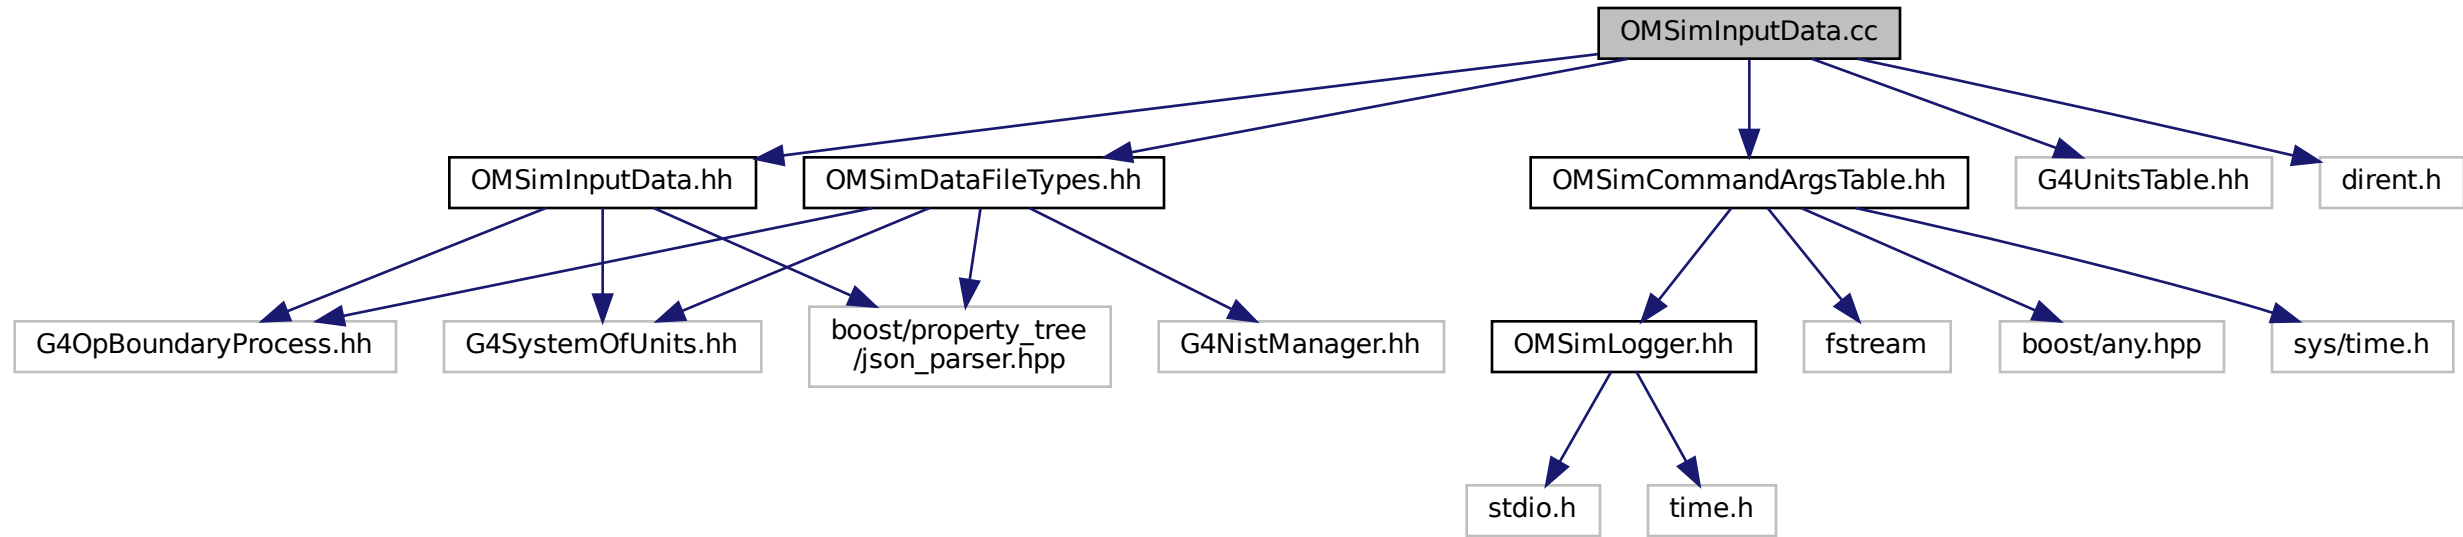 OMSimInputData.cc
OMSimInputData.hh
OMSimDataFileTypes.hh
OMSimCommandArgsTable.hh
G4UnitsTable.hh
dirent.h
G4OpBoundaryProcess.hh
G4SystemOfUnits.hh
boost/property_tree
/json_parser.hpp
G4NistManager.hh
OMSimLogger.hh
fstream
boost/any.hpp
sys/time.h
stdio.h
time.h